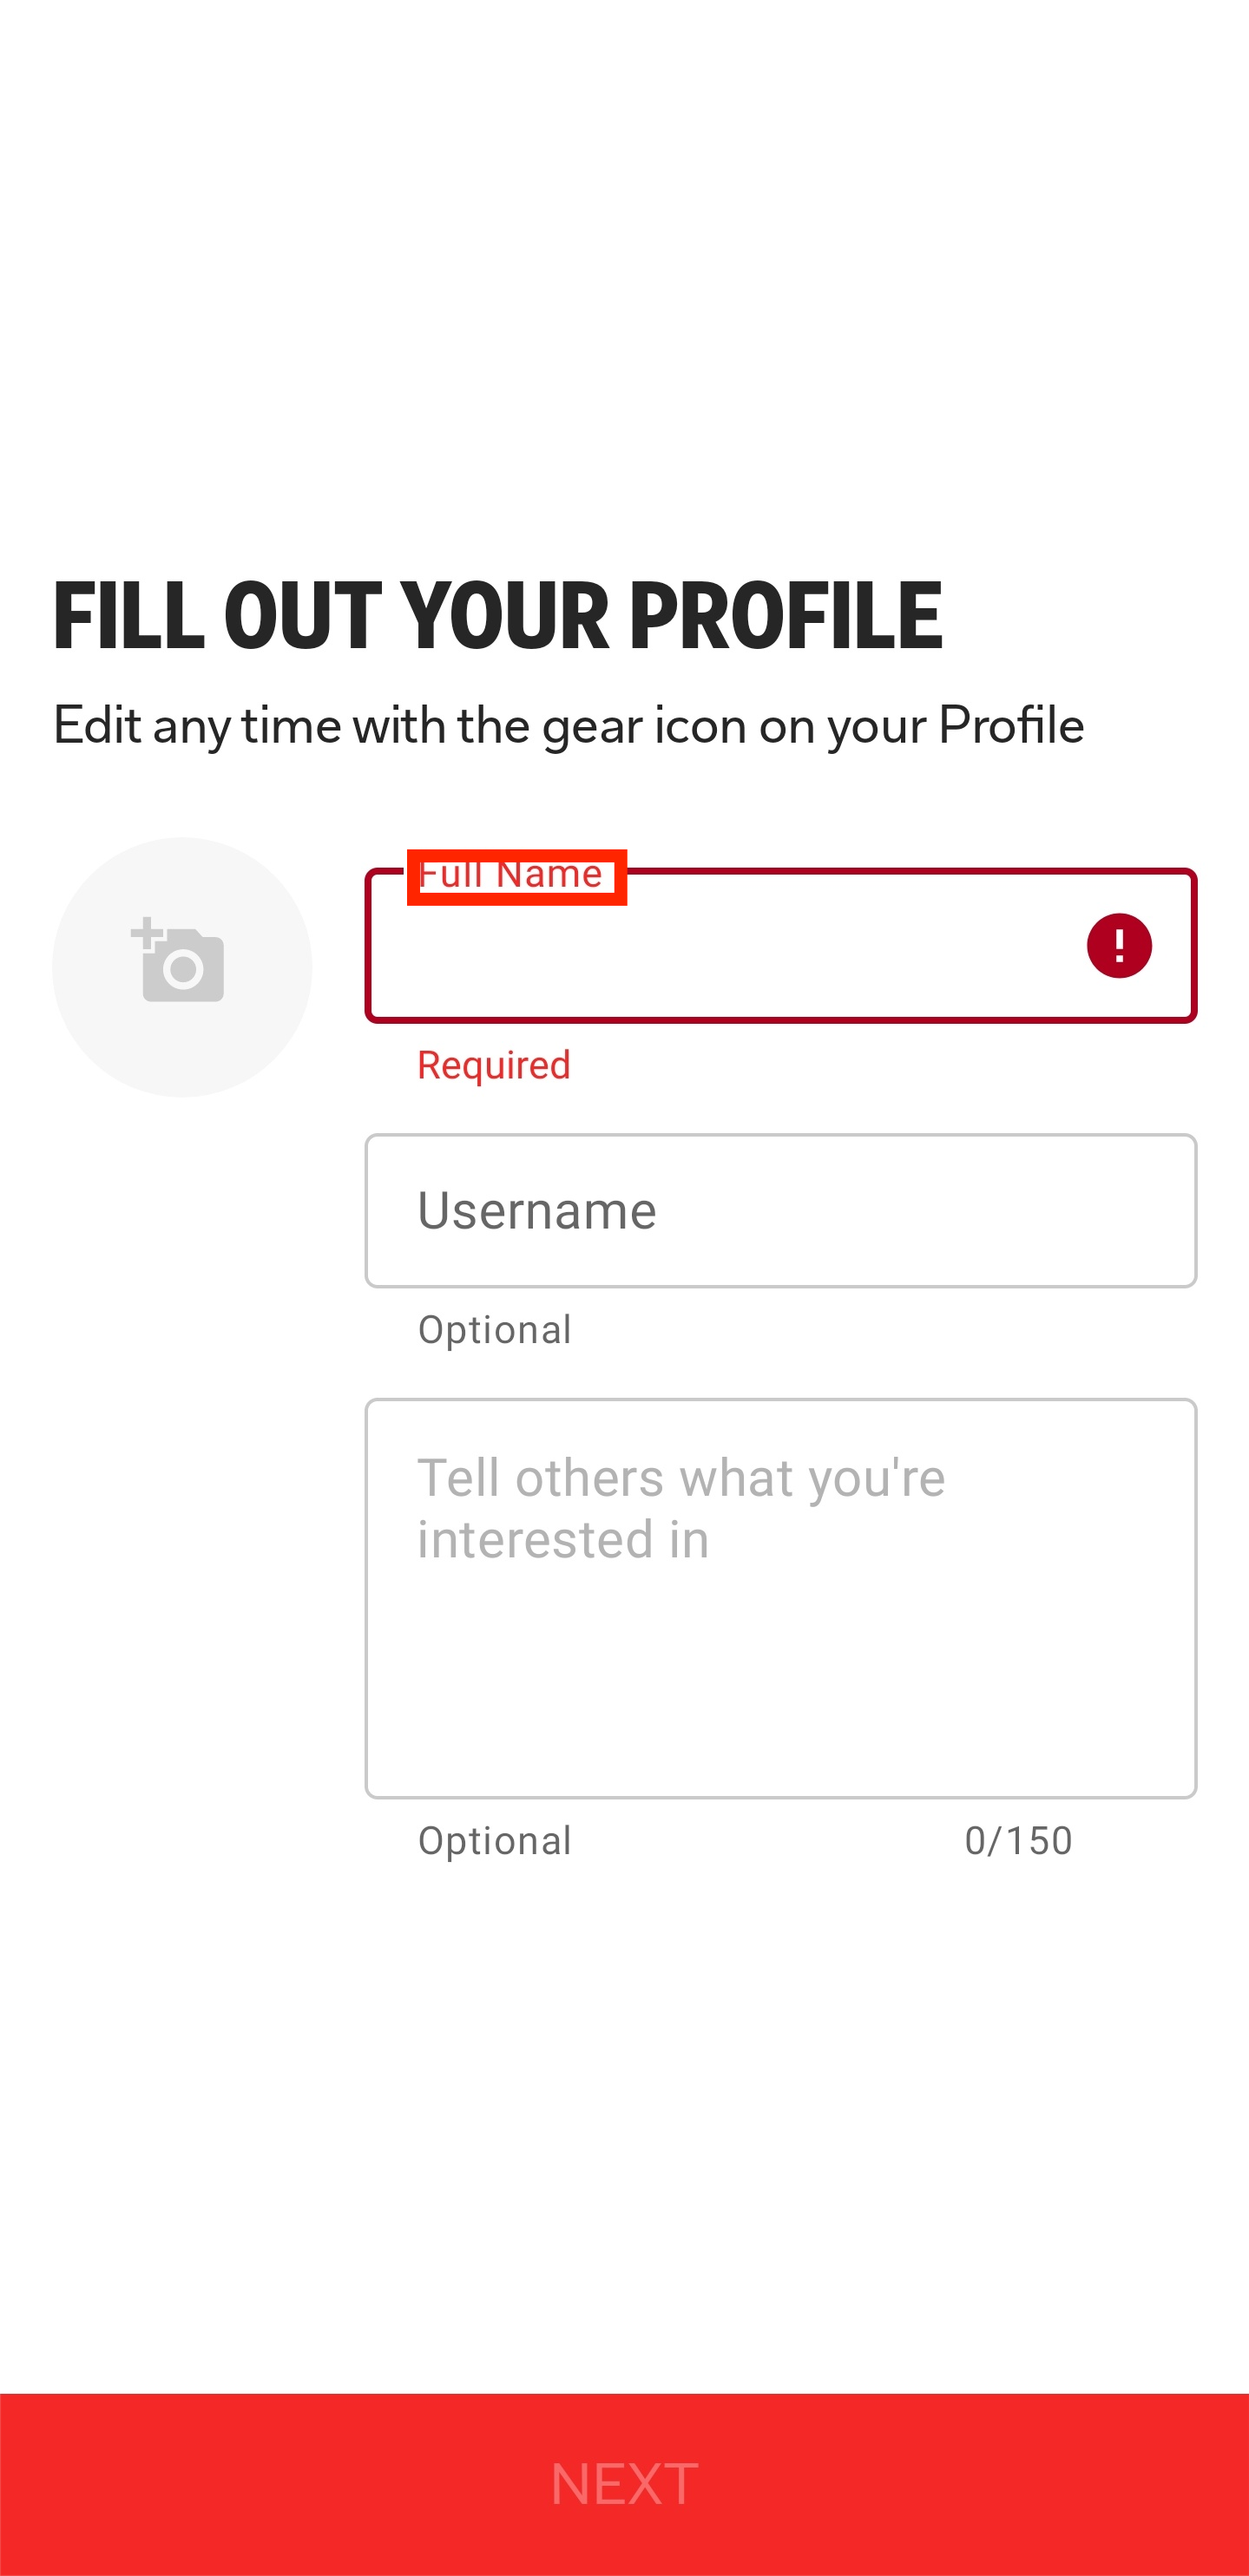 FILL OUT YOUR PROFILE
Edit any time with the gear icon on your Profile
Full Name
Required
Username
Optional
Tell others what you're
interested in
Optional
0/150
NEXT